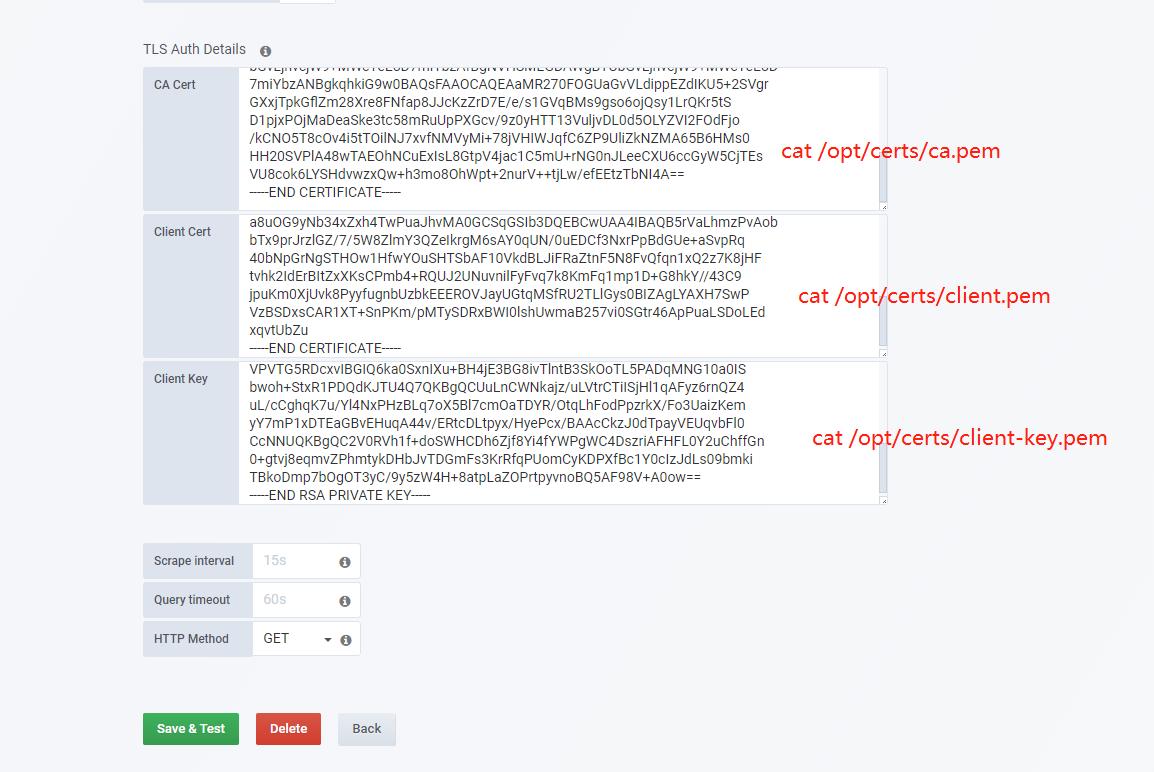 TLS Auth Details
CA Cert
7miYbzANBgkqhkiG9w0BAQsFAAOCAQEAaMR270FOGUaGvVLdippEZdIKU5+2SVgr
GXxjTpkGflZm28Xre8FNfap8JJcKzZrD7E/e/s1GVqBMs9gso6ojQsy1LrQKr5tS
D1pjxPOjMaDeaSke3tc58mRuUpPXGcv/9z0yHTT13VuljvDL0d5OLYZVI2FOdFjo
/kCNO5T8cOv4i5tTOilNJ7xvfNMVyMi+78jVHIWJqfC6ZP9UliZkNZMA65B6HMs0
HH20SVPlA48wTAEOhNCuExIsL8GtpV4jac1C5mU+rNG0nJLeeCXU6ccGyW5CjTEs
VU8cok6LYSHdvwzxQw+h3mo8OhWpt+2nurV++tjLw/efEEtzTbNI4A==
-----END CERTIFICATE-----
cat /opt/certs/ca.pem
Client Cert
a8uOG9yNb34xZxh4TwPuaJhvMA0GCSqGSIb3DQEBCwUAA4IBAQB5rVaLhmzPvAob
bTx9prJrzlGZ/7/5W8ZlmY3QZeIkrgM6sAY0qUN/0uEDCf3NxrPpBdGUe+aSvpRq
40bNpGrNgSTHOw1HfwYOuSHTSbAF10VkdBLJiFRaZtnF5N8FvQfqn1xQ2z7K8jHF
tvhk2IdErBItZxXKsCPmb4+RQUJ2UNuvnilFyFvq7k8KmFq1mp1D+G8hkY//43C9
jpuKm0XjUvk8PyyfugnbUzbkEEEROVJayUGtqMSfRU2TLlGys0BIZAgLYAXH7SwP
VzBSDxsCAR1XT+SnPKm/pMTySDRxBWI0lshUwmaB257vi0SGtr46ApPuaLSDoLEd
xqvtUbZu
-----END CERTIFICATE-----
cat /opt/certs/client.pem
Client Key
VPVTG5RDcxvIBGIQ6ka0SxnIXu+BH4jE3BG8ivTlntB3SkOoTL5PADqMNG10a0IS
bwoh+StxR1PDQdKJTU4Q7QKBgQCUuLnCWNkajz/uLVtrCTiISjHl1qAFyz6rnQZ4
uL/cCghqK7u/Yl4NxPHzBLq7oX5Bl7cmOaTDYR/OtqLhFodPpzrkX/Fo3UaizKem
yY7mP1xDTEaGBvEHuqA44v/ERtcDLtpyx/HyePcx/BAAcCkzJ0dTpayVEUqvbFl0
CcNNUQKBgQC2V0RVh1f+doSWHCDh6Zjf8Yi4fYWPgWC4DszriAFHFL0Y2uChffGn
0+gtvj8eqmvZPhmtykDHbJvTDGmFs3KrRfqPUomCyKDPXfBc1Y0cIzJdLs09bmki
TBkoDmp7bOgOT3yC/9y5zW4H+8atpLaZOPrtpyvnoBQ5AF98V+A0ow==
-----END RSA PRIVATE KEY-----
cat /opt/certs/client-key.pem
Scrape interval
15s
Query timeout
60s
HTTP Method
GET
Save & Test
Delete
Back